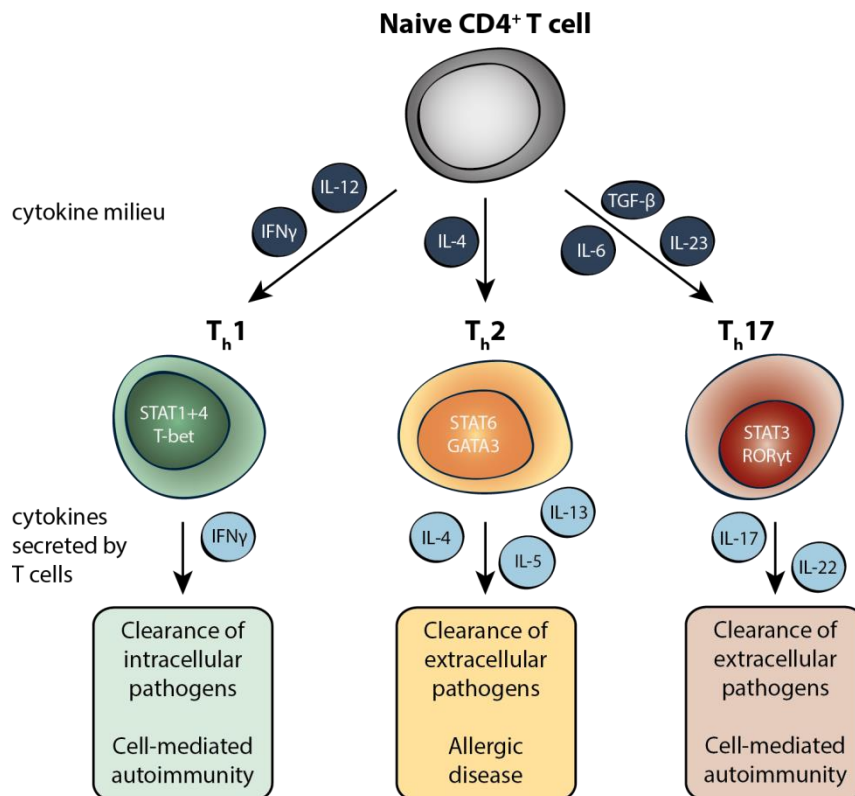 Naive CD4⁺ T cell
cytokine milieu
IL-12
IFNγ
IL-4
TGF-β
IL-6
IL-23
Tₕ1
Tₕ2
Tₕ17
STAT1+4
T-bet
STAT6
GATA3
STAT3
RORγt
cytokines
secreted by
T cells
IFNγ
IL-4
IL-13
IL-5
IL-17
IL-22
Clearance of
intracellular
pathogens
Cell-mediated
autoimmunity
Clearance of
extracellular
pathogens
Allergic
disease
Clearance of
extracellular
pathogens
Cell-mediated
autoimmunity